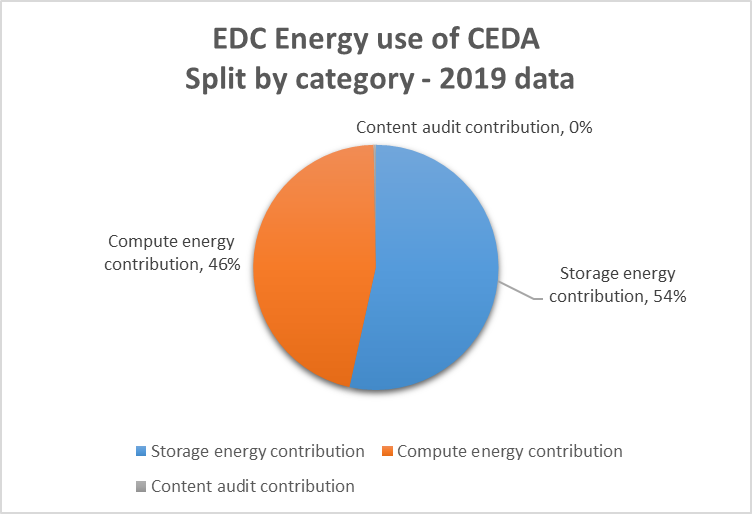 EDC Energy use of CEDA
Split by category - 2019 data
Content audit contribution, 0%
Compute energy
contribution, 46%
Storage energy
contribution, 54%
Storage energy contribution
Compute energy contribution
Content audit contribution